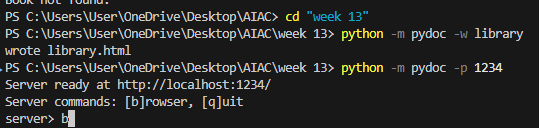 Book not found.
PS C:\Users\User\OneDrive\Desktop\AIAC> cd "week 13"
PS C:\Users\User\OneDrive\Desktop\AIAC\week 13> python -m pydoc -w library
wrote library.html
PS C:\Users\User\OneDrive\Desktop\AIAC\week 13> python -m pydoc -p 1234
Server ready at http://localhost:1234/
Server commands: [b]rowser, [q]uit
server> b